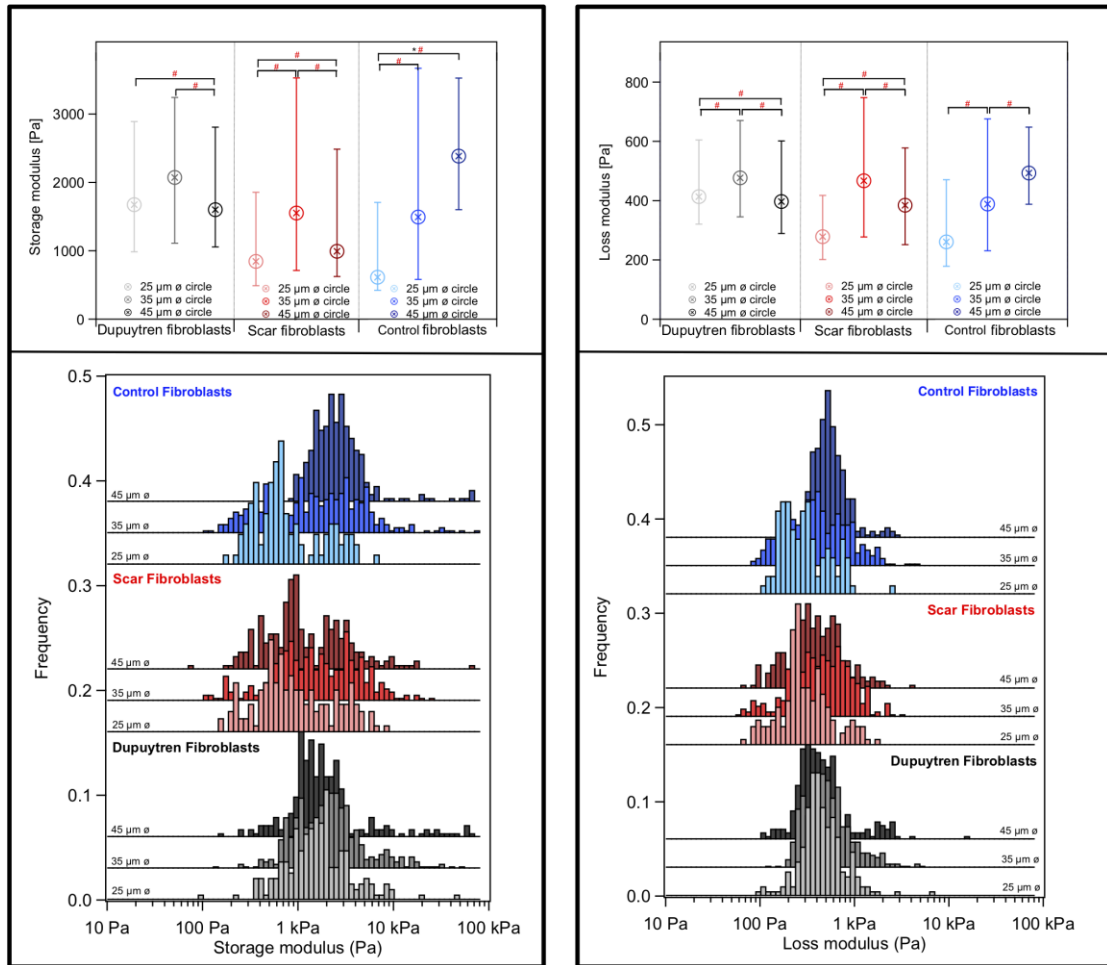 Storage modulus [Pa]
3000
2000
1000
0
#
#
#
#
#
* #
#
25 µm ø circle
35 µm ø circle
45 µm ø circle
25 µm ø circle
35 µm ø circle
45 µm ø circle
25 µm ø circle
35 µm ø circle
45 µm ø circle
Dupuytren fibroblasts
Scar fibroblasts
Control fibroblasts
Loss modulus [Pa]
800
600
400
200
0
#
#
#
#
#
#
#
#
25 µm ø circle
35 µm ø circle
45 µm ø circle
25 µm ø circle
35 µm ø circle
45 µm ø circle
25 µm ø circle
35 µm ø circle
45 µm ø circle
Dupuytren fibroblasts
Scar fibroblasts
Control fibroblasts
Frequency
0.5
0.4
0.3
0.2
0.1
0.0
Control Fibroblasts
45 µm ø
35 µm ø
25 µm ø
Scar Fibroblasts
45 µm ø
35 µm ø
25 µm ø
Dupuytren Fibroblasts
45 µm ø
35 µm ø
25 µm ø
10 Pa
100 Pa
1 kPa
10 kPa
100 kPa
Storage modulus (Pa)
Frequency
0.5
0.4
0.3
0.2
0.1
0.0
Control Fibroblasts
45 µm ø
35 µm ø
25 µm ø
Scar Fibroblasts
45 µm ø
35 µm ø
25 µm ø
Dupuytren Fibroblasts
45 µm ø
35 µm ø
25 µm ø
10 Pa
100 Pa
1 kPa
10 kPa
100 kPa
Loss modulus (Pa)